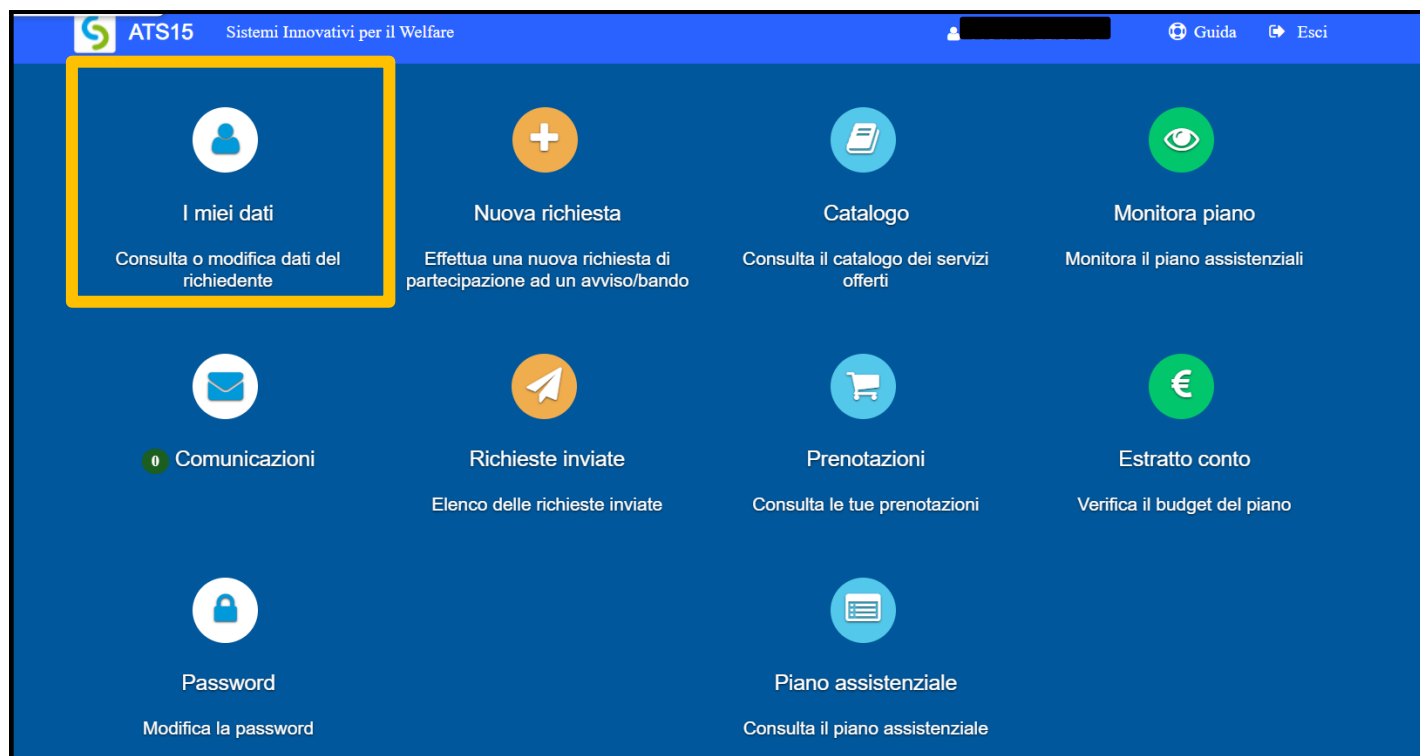 ATS15 Sistemi Innovativi per il Welfare Guida Esci
I miei dati
Consulta o modifica dati del
richiedente
Nuova richiesta
Effettua una nuova richiesta di
partecipazione ad un avviso/bando
Catalogo
Consulta il catalogo dei servizi
offerti
Monitora piano
Monitora il piano assistenziali
0 Comunicazioni
Richieste inviate
Elenco delle richieste inviate
Prenotazioni
Consulta le tue prenotazioni
€
Estratto conto
Verifica il budget del piano
Password
Modifica la password
Piano assistenziale
Consulta il piano assistenziale